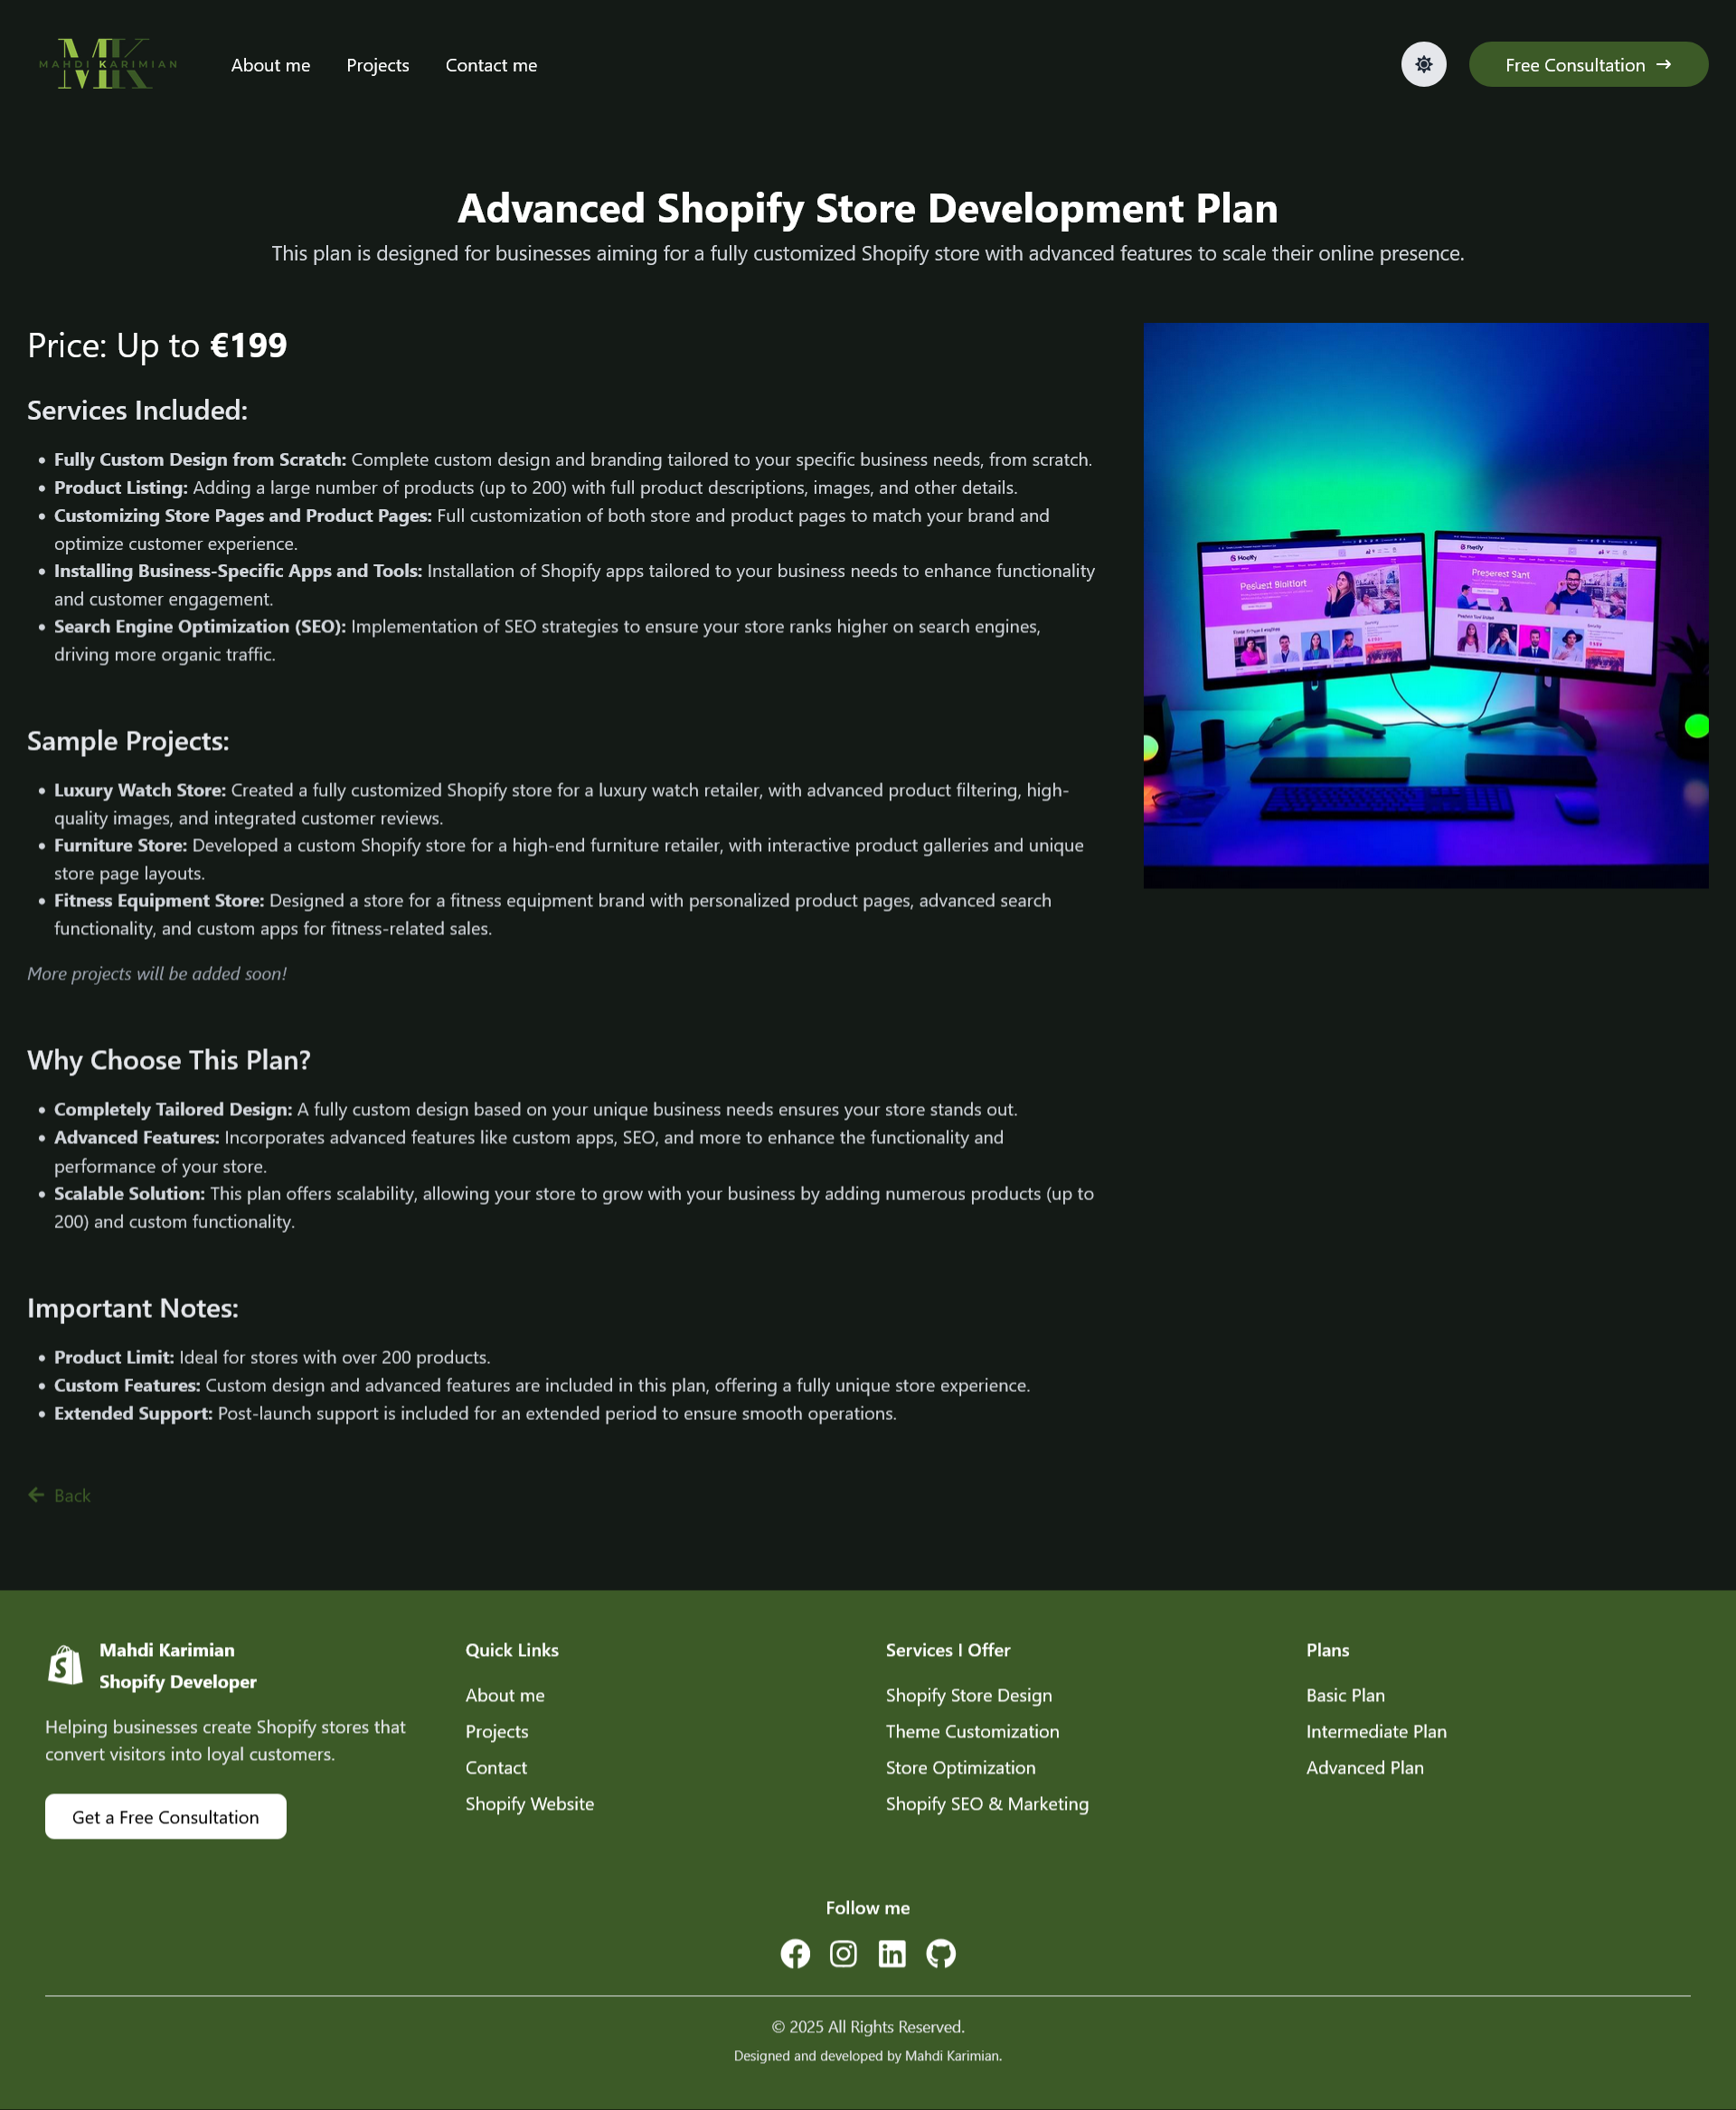 MK
MAHDI KARIMIAN
About me
Projects
Contact me
Free Consultation
Advanced Shopify Store Development Plan
This plan is designed for businesses aiming for a fully customized Shopify store with advanced features to scale their online presence.
Price: Up to €199
Services Included:
• Fully Custom Design from Scratch: Complete custom design and branding tailored to your specific business needs, from scratch.
• Product Listing: Adding a large number of products (up to 200) with full product descriptions, images, and other details.
• Customizing Store Pages and Product Pages: Full customization of both store and product pages to match your brand and
optimize customer experience.
• Installing Business-Specific Apps and Tools: Installation of Shopify apps tailored to your business needs to enhance functionality
and customer engagement.
• Search Engine Optimization (SEO): Implementation of SEO strategies to ensure your store ranks higher on search engines,
driving more organic traffic.
Sample Projects:
• Luxury Watch Store: Created a fully customized Shopify store for a luxury watch retailer, with advanced product filtering, high-
quality images, and integrated customer reviews.
• Furniture Store: Developed a custom Shopify store for a high-end furniture retailer, with interactive product galleries and unique
store page layouts.
• Fitness Equipment Store: Designed a store for a fitness equipment brand with personalized product pages, advanced search
functionality, and custom apps for fitness-related sales.
More projects will be added soon!
Why Choose This Plan?
• Completely Tailored Design: A fully custom design based on your unique business needs ensures your store stands out.
• Advanced Features: Incorporates advanced features like custom apps, SEO, and more to enhance the functionality and
performance of your store.
• Scalable Solution: This plan offers scalability, allowing your store to grow with your business by adding numerous products (up to
200) and custom functionality.
Important Notes:
• Product Limit: Ideal for stores with over 200 products.
• Custom Features: Custom design and advanced features are included in this plan, offering a fully unique store experience.
• Extended Support: Post-launch support is included for an extended period to ensure smooth operations.
Back
Mahdi Karimian
Shopify Developer
Helping businesses create Shopify stores that
convert visitors into loyal customers.
Get a Free Consultation
Quick Links
About me
Projects
Contact
Shopify Website
Services I Offer
Shopify Store Design
Theme Customization
Store Optimization
Shopify SEO & Marketing
Plans
Basic Plan
Intermediate Plan
Advanced Plan
Follow me
© 2025 All Rights Reserved.
Designed and developed by Mahdi Karimian.